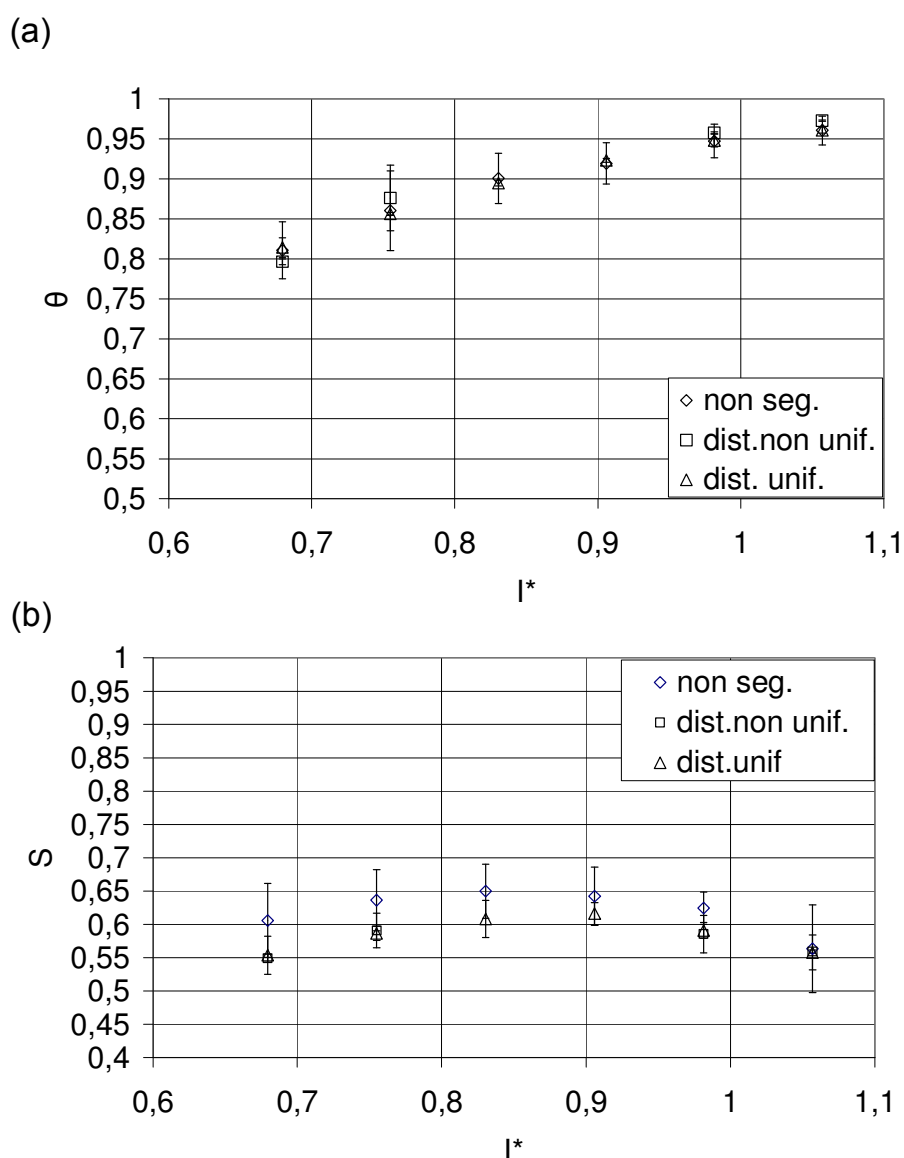 (a)
1
0,95
0,9
0,85
0,8
0,75
0,7
0,65
0,6
0,55
0,5
θ
non seg.
dist.non unif.
dist. unif.
0,6 0,7 0,8 0,9 1 1,1
I*
(b)
1
0,95
0,9
0,85
0,8
0,75
0,7
0,65
0,6
0,55
0,5
0,45
0,4
S
non seg.
dist.non unif.
dist.unif
0,6 0,7 0,8 0,9 1 1,1
I*